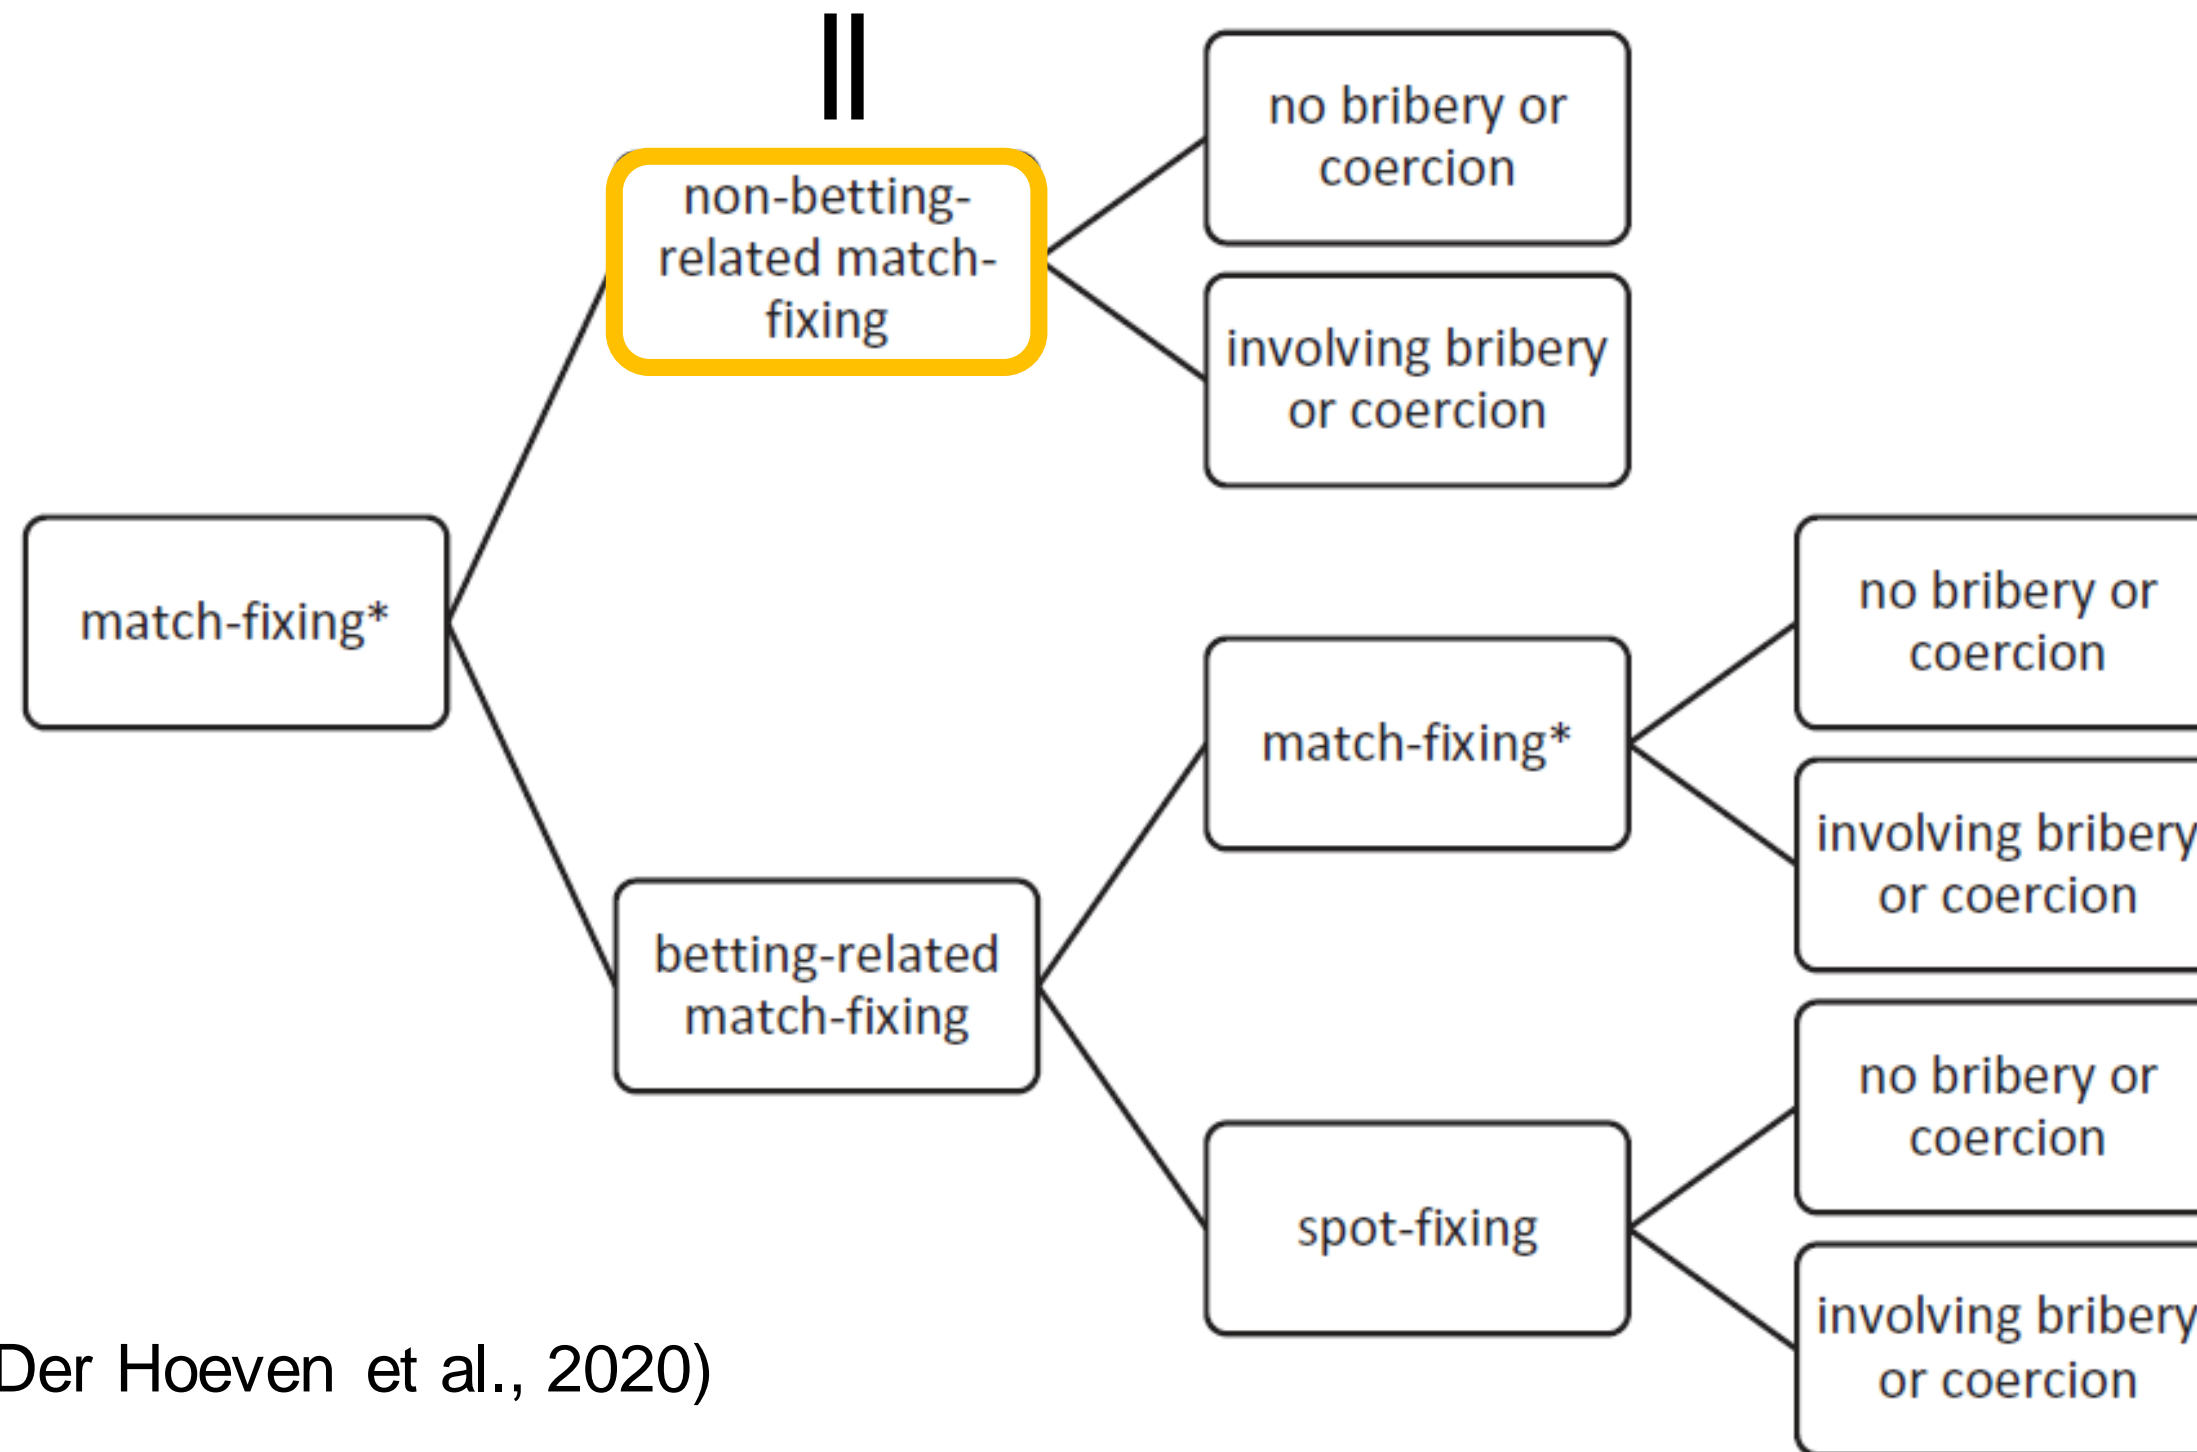 no bribery or
coercion
non-betting-
related match-
fixing
involving bribery
or coercion
match-fixing*
no bribery or
coercion
match-fixing*
involving bribery
or coercion
betting-related
match-fixing
no bribery or
coercion
spot-fixing
involving bribery
or coercion
Der Hoeven et al., 2020)